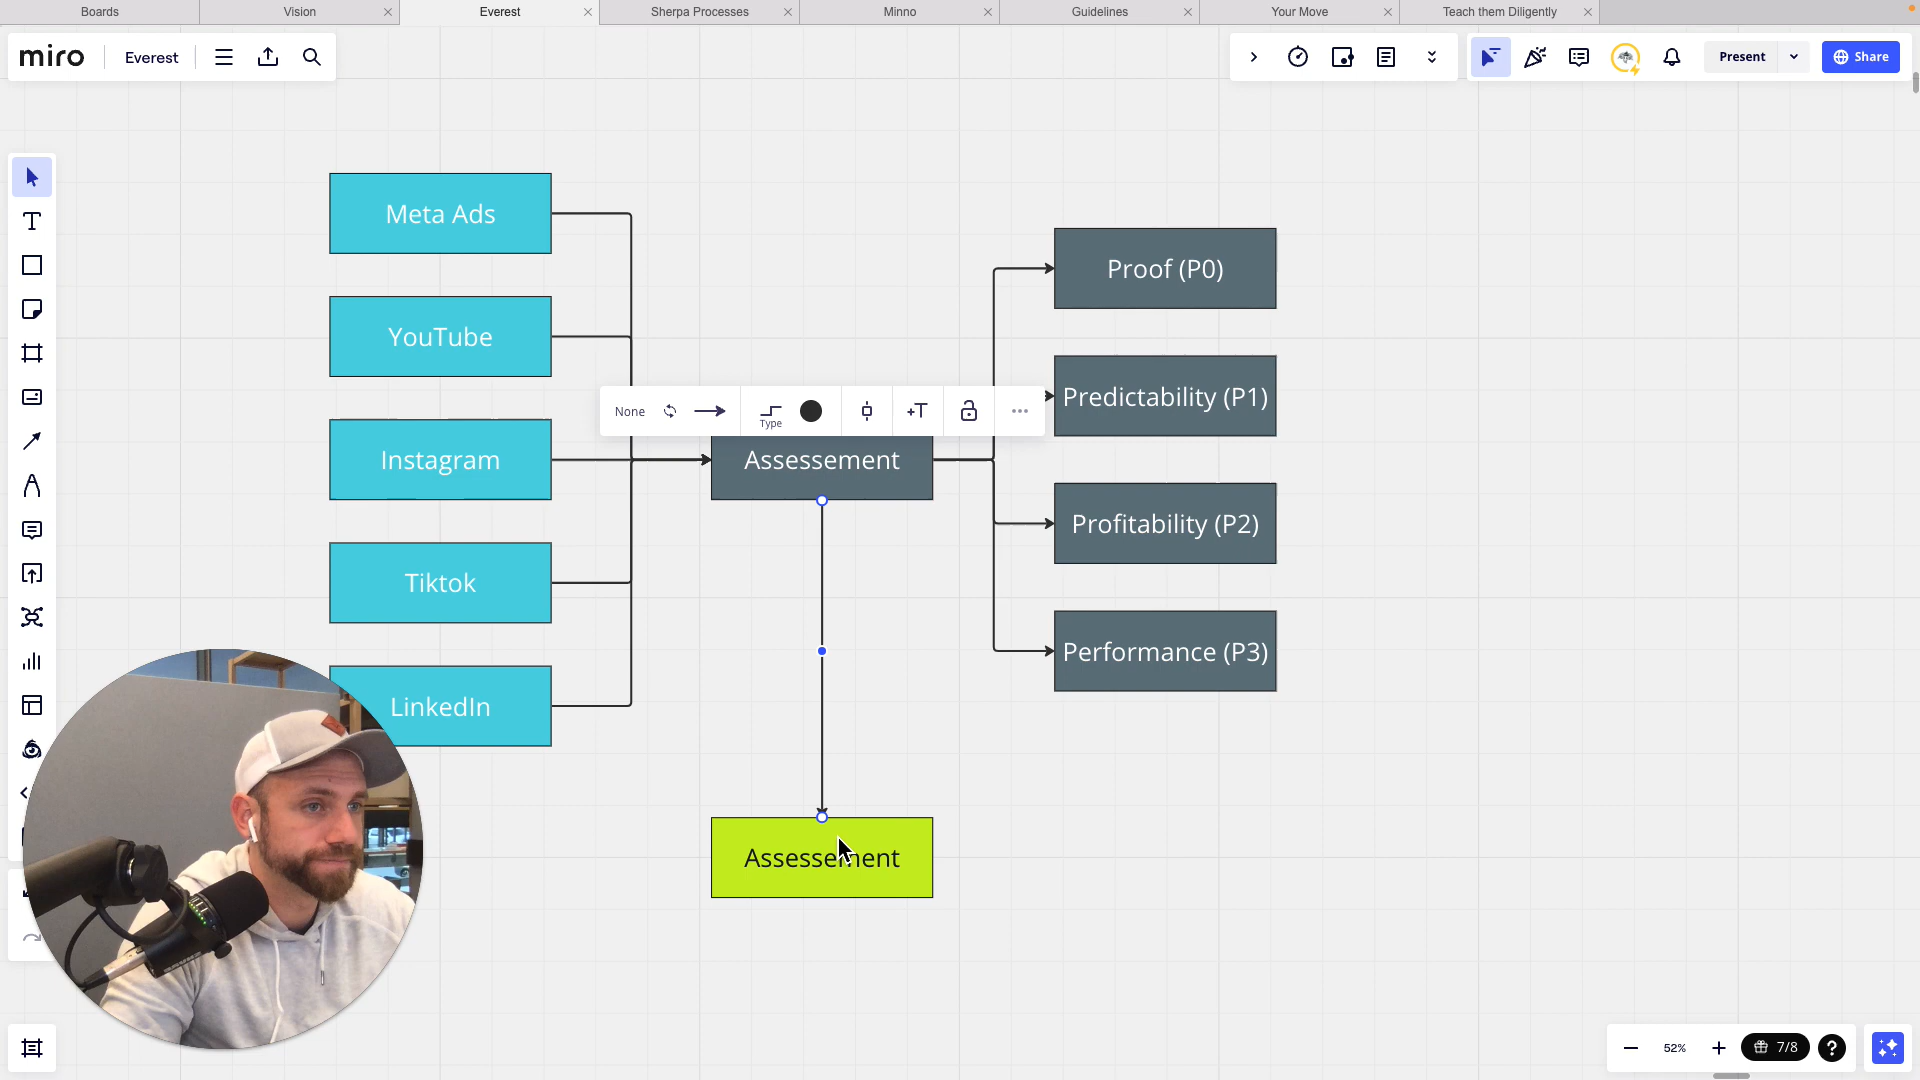 Boards
Vision
Everest
Sherpa Processes
Minno
Guidelines
Your Move
Teach them Diligently
miro
Everest
Present
Share
Meta Ads
YouTube
Instagram
Tiktok
LinkedIn
None
Type
Assessement
Assessement
Proof (P0)
Predictability (P1)
Profitability (P2)
Performance (P3)
52%
7/8